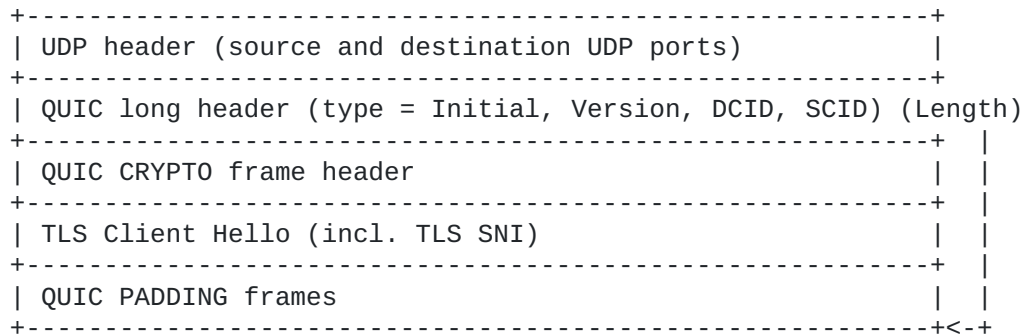 +----------------------------------------------------------+
| UDP header (source and destination UDP ports)            |
+----------------------------------------------------------+
| QUIC long header (type = Initial, Version, DCID, SCID) (Length)
+----------------------------------------------------------+  |
| QUIC CRYPTO frame header                                 |  |
+----------------------------------------------------------+  |
| TLS Client Hello (incl. TLS SNI)                         |  |
+----------------------------------------------------------+  |
| QUIC PADDING frames                                      |  |
+----------------------------------------------------------+<-+